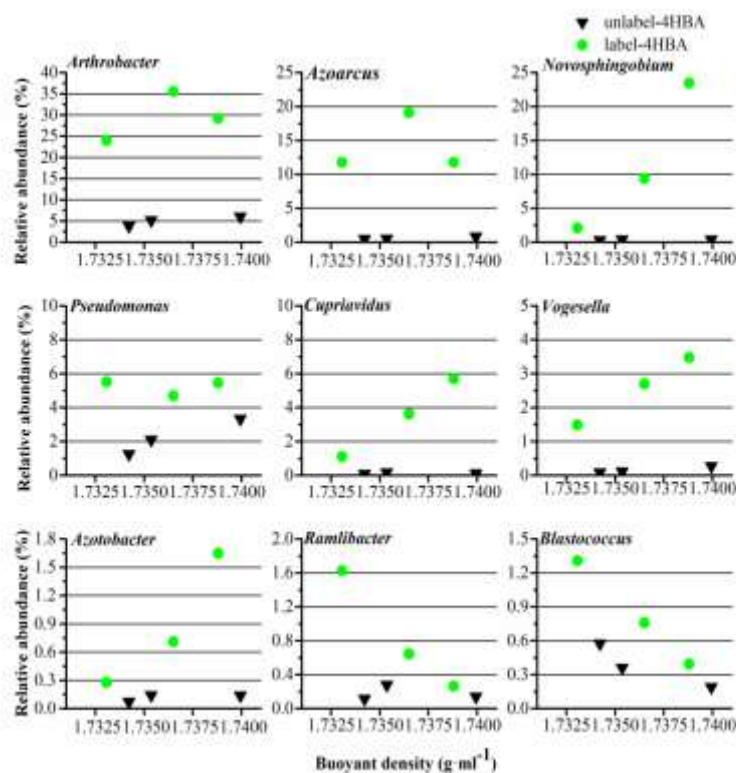 unlabel-4HBA
label-4HBA
Arthrobacter
Azoarcus
Novosphingobium
Relative abundance (%)
40
35
30
25
20
15
10
5
0
1.7325 1.7350 1.7375 1.7400
25
20
15
10
5
0
1.7325 1.7350 1.7375 1.7400
25
20
15
10
5
0
1.7325 1.7350 1.7375 1.7400
Pseudomonas
Cupriavidus
Vogesella
Relative abundance (%)
10
8
6
4
2
0
1.7325 1.7350 1.7375 1.7400
10
8
6
4
2
0
1.7325 1.7350 1.7375 1.7400
5
4
3
2
1
0
1.7325 1.7350 1.7375 1.7400
Azotobacter
Ramlibacter
Blastococcus
Relative abundance (%)
1.8
1.5
1.2
0.9
0.6
0.3
0.0
1.7325 1.7350 1.7375 1.7400
2.0
1.6
1.2
0.8
0.4
0.0
1.7325 1.7350 1.7375 1.7400
1.5
1.2
0.9
0.6
0.3
0.0
1.7325 1.7350 1.7375 1.7400
Buoyant density (g·ml⁻¹)